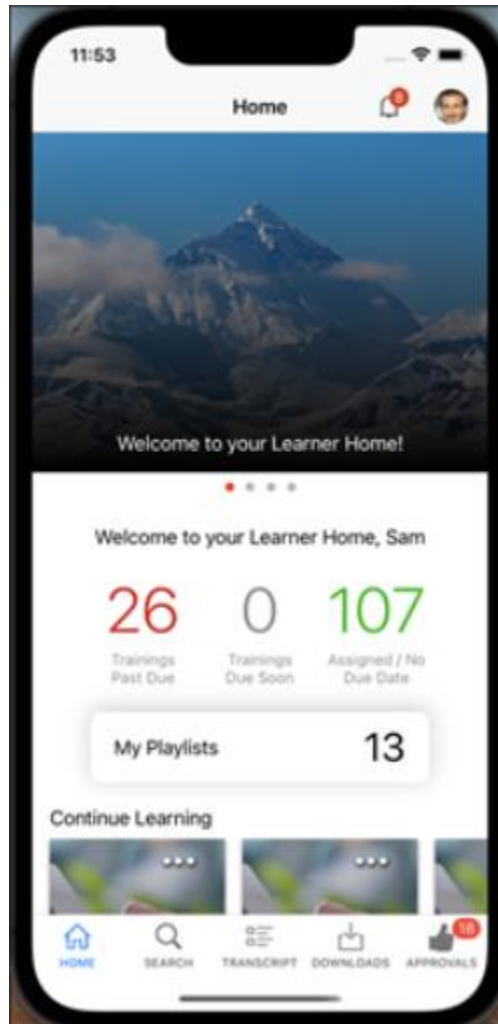 11:53
Home
Welcome to your Learner Home!
Welcome to your Learner Home, Sam
26 0 107
Trainings Trainings Assigned / No
Past Due Due Soon Due Date
My Playlists 13
Continue Learning
HOME SEARCH TRANSCRIPT DOWNLOADS APPROVALS